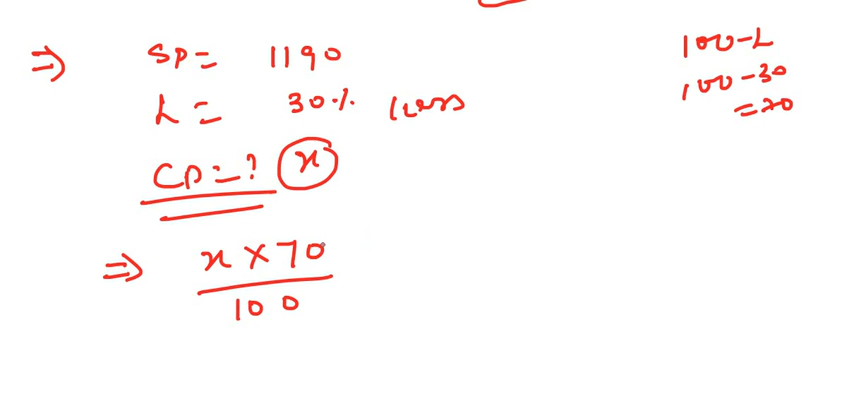 ⇒ SP = 1190
L = 30% Loss
CP = ? x
⇒ x × 70
100
100 - L
100 - 30
= 70